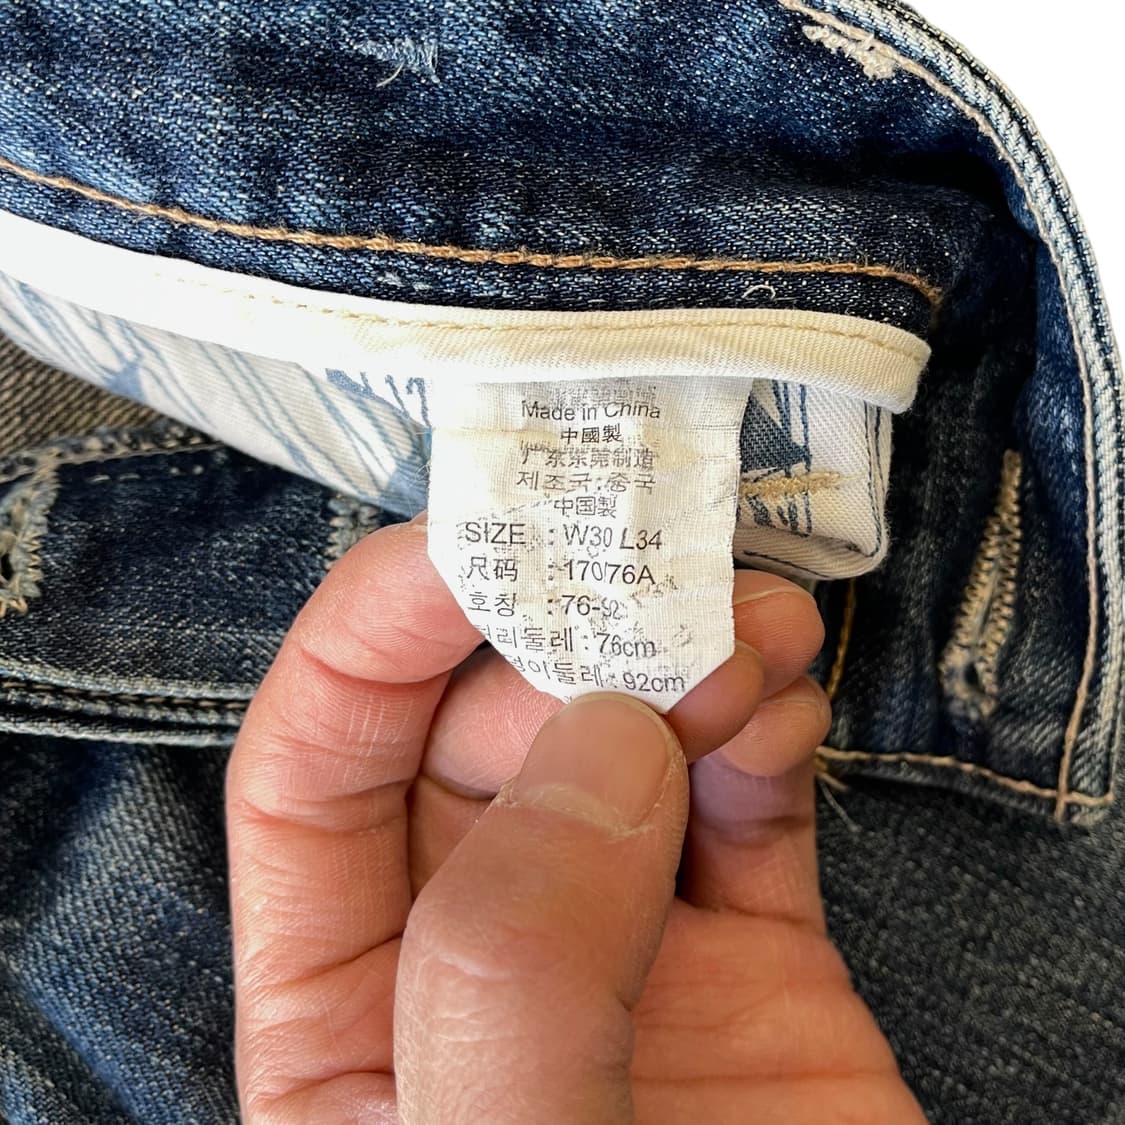 Made in China
中國製
广东东莞制造
제조국:중국
中国製
SIZE : W30 L34
尺码 : 170/76A
호칭 : 76-92
허리둘레 : 76cm
엉덩이둘레 : 92cm